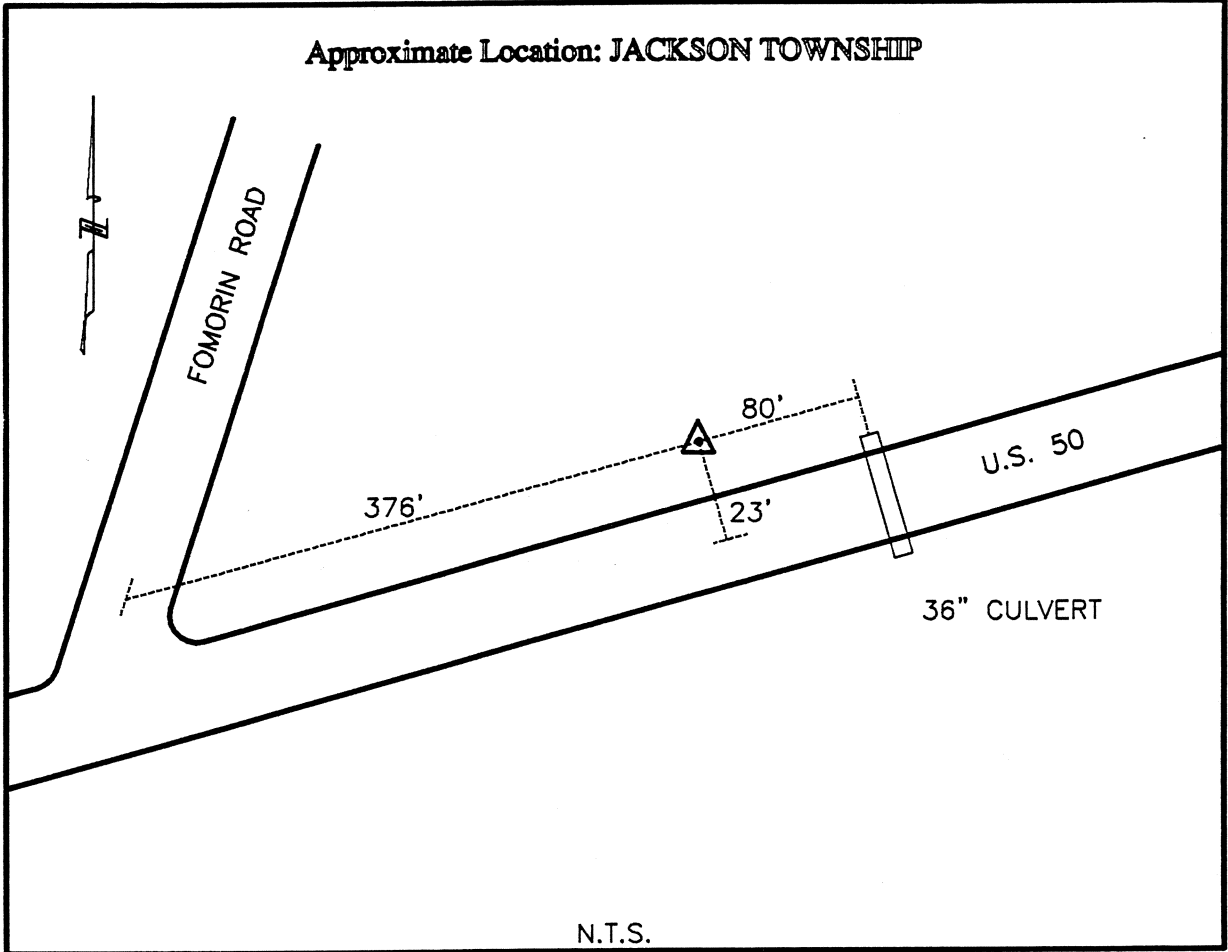 Approximate Location: JACKSON TOWNSHIP
N
FOMORIN ROAD
80'
376'
23'
U.S. 50
36" CULVERT
N.T.S.